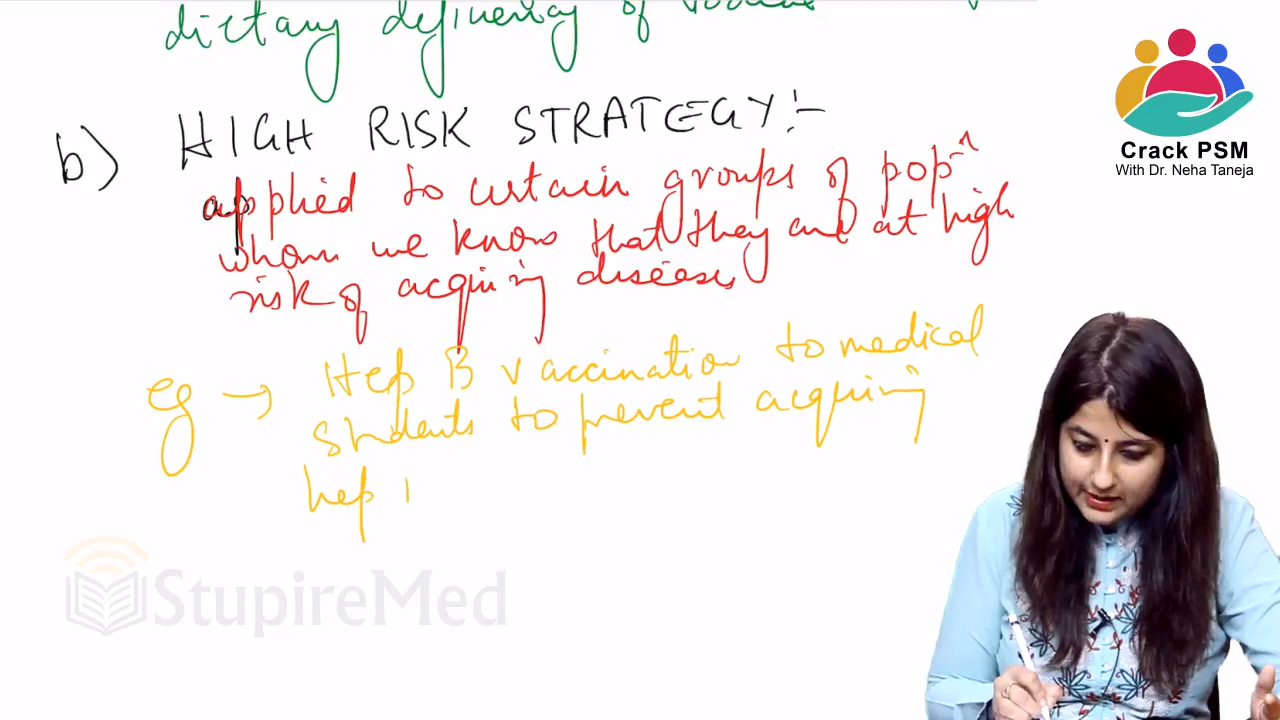 dietary deficiency of iodine
b) HIGH RISK STRATEGY:-
applied to certain groups of popⁿ
whom we know that they are at high
risk of acquiring disease
eg → Hep B vaccination to medical
students to prevent acquiring
hep
Crack PSM
With Dr. Neha Taneja
StupireMed